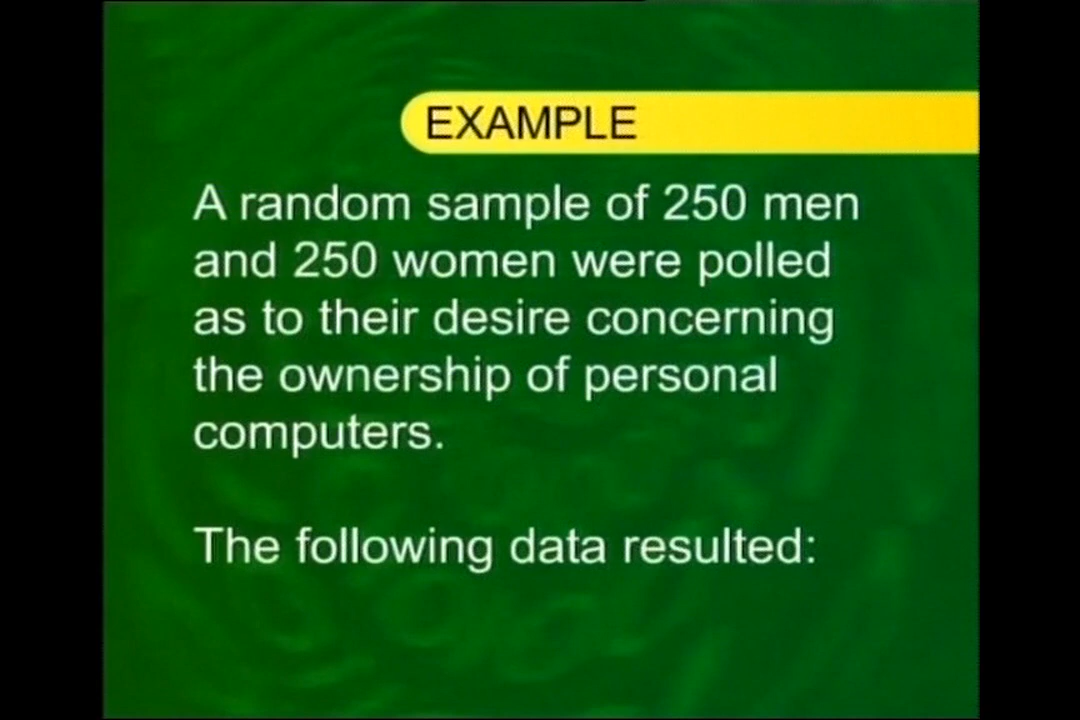 EXAMPLE
A random sample of 250 men
and 250 women were polled
as to their desire concerning
the ownership of personal
computers.
The following data resulted: